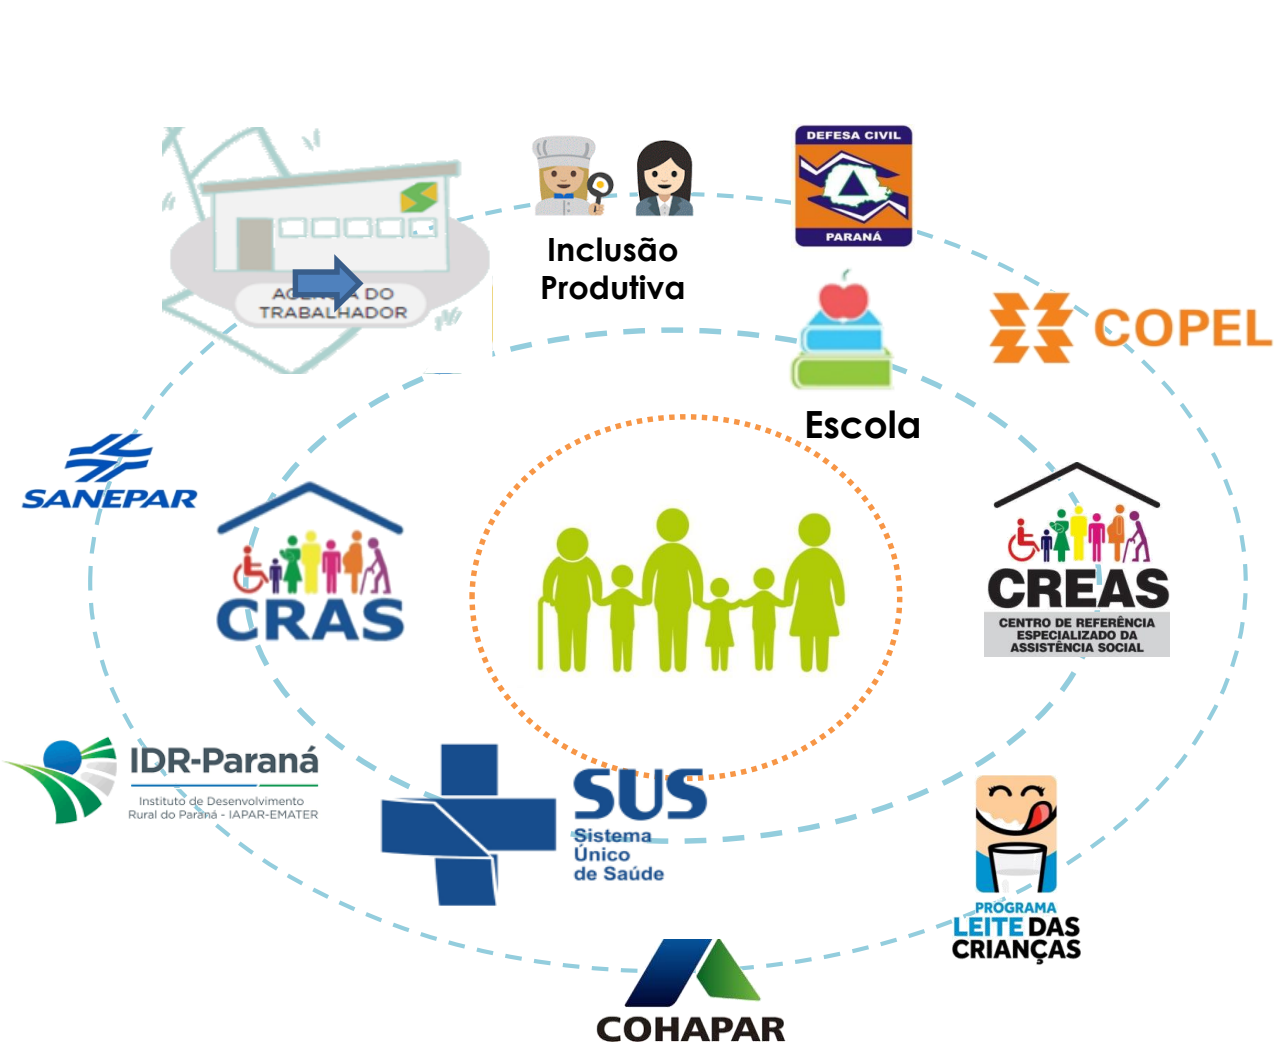 DEFESA CIVIL
PARANÁ
Inclusão
Produtiva
AGÊNCIA DO
TRABALHADOR
COPEL
Escola
SANEPAR
CRAS
CREAS
CENTRO DE REFERÊNCIA
ESPECIALIZADO DA
ASSISTÊNCIA SOCIAL
IDR-Paraná
Instituto de Desenvolvimento
Rural do Paraná - IAPAR-EMATER
SUS
Sistema
Único
de Saúde
PROGRAMA
LEITE DAS
CRIANÇAS
COHAPAR